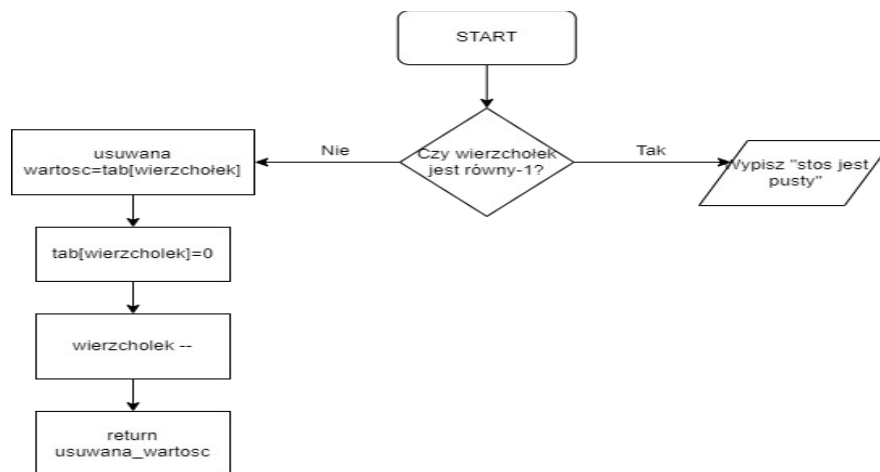 START
Czy wierzchołek
jest równy-1?
Nie
Tak
usuwana
wartosc=tab[wierzchołek]
Wypisz "stos jest
pusty"
tab[wierzcholek]=0
wierzcholek --
return
usuwana_wartosc